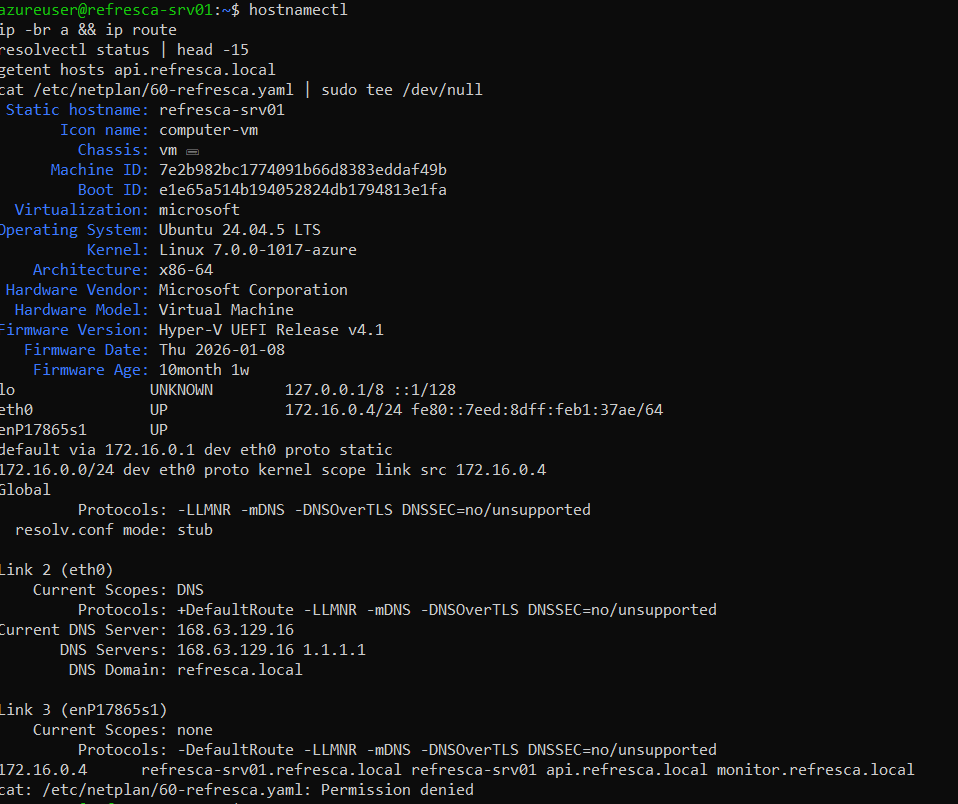 azureuser@refresca-srv01:~$ hostnamectl
ip -br a && ip route
resolvectl status | head -15
getent hosts api.refresca.local
cat /etc/netplan/60-refresca.yaml | sudo tee /dev/null
Static hostname: refresca-srv01
Icon name: computer-vm
Chassis: vm
Machine ID: 7e2b982bc1774091b66d8383eddaf49b
Boot ID: e1e65a514b194052824db1794813e1fa
Virtualization: microsoft
Operating System: Ubuntu 24.04.5 LTS
Kernel: Linux 7.0.0-1017-azure
Architecture: x86-64
Hardware Vendor: Microsoft Corporation
Hardware Model: Virtual Machine
Firmware Version: Hyper-V UEFI Release v4.1
Firmware Date: Thu 2026-01-08
Firmware Age: 10month 1w
lo UNKNOWN 127.0.0.1/8 ::1/128
eth0 UP 172.16.0.4/24 fe80::7eed:8dff:feb1:37ae/64
enP17865s1 UP
default via 172.16.0.1 dev eth0 proto static
172.16.0.0/24 dev eth0 proto kernel scope link src 172.16.0.4
Global
Protocols: -LLMNR -mDNS -DNSOverTLS DNSSEC=no/unsupported
resolv.conf mode: stub
Link 2 (eth0)
Current Scopes: DNS
Protocols: +DefaultRoute -LLMNR -mDNS -DNSOverTLS DNSSEC=no/unsupported
Current DNS Server: 168.63.129.16
DNS Servers: 168.63.129.16 1.1.1.1
DNS Domain: refresca.local
Link 3 (enP17865s1)
Current Scopes: none
Protocols: -DefaultRoute -LLMNR -mDNS -DNSOverTLS DNSSEC=no/unsupported
172.16.0.4 refresca-srv01.refresca.local refresca-srv01 api.refresca.local monitor.refresca.local
cat: /etc/netplan/60-refresca.yaml: Permission denied